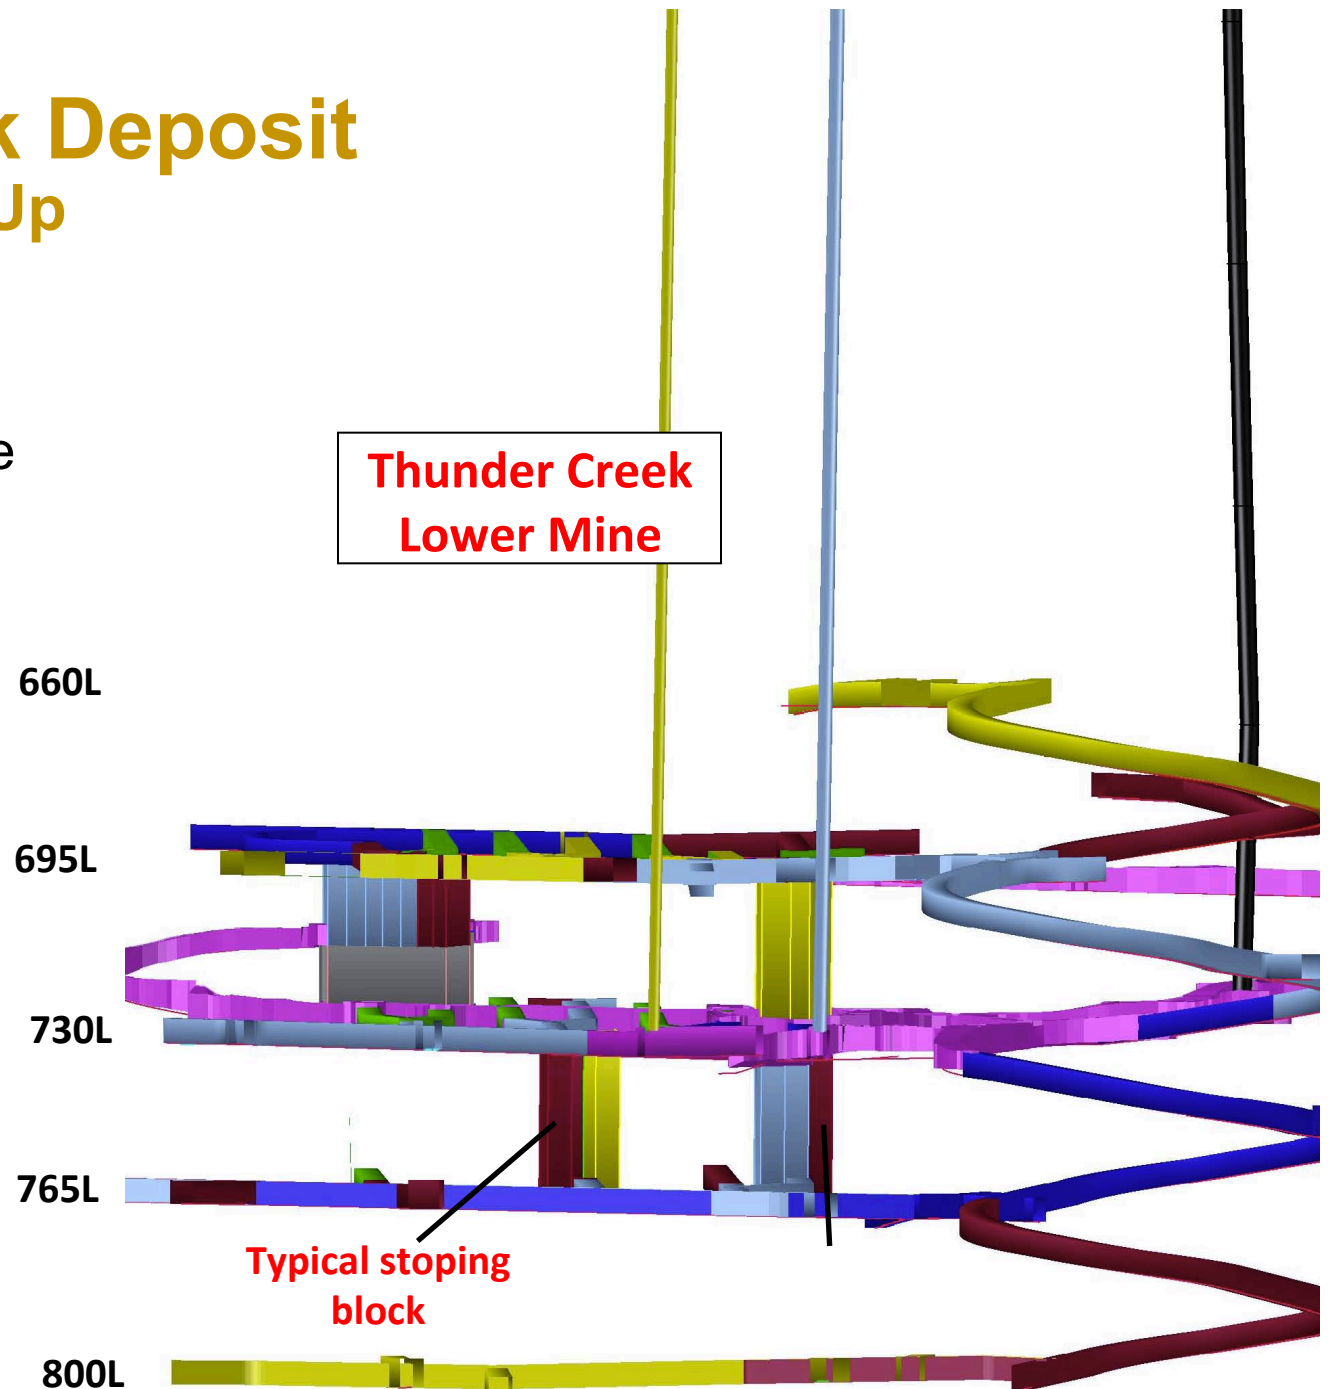 k Deposit
Up
e
Thunder Creek
Lower Mine
660L
695L
730L
765L
Typical stoping
block
800L